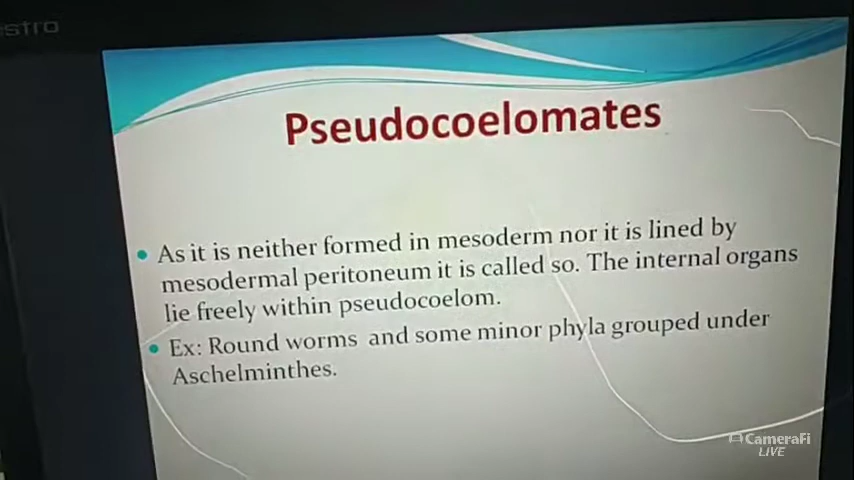 stro
Pseudocoelomates
As it is neither formed in mesoderm nor it is lined by
mesodermal peritoneum it is called so. The internal organs
lie freely within pseudocoelom.
Ex: Round worms and some minor phyla grouped under
Aschelminthes.
CameraFi
LIVE